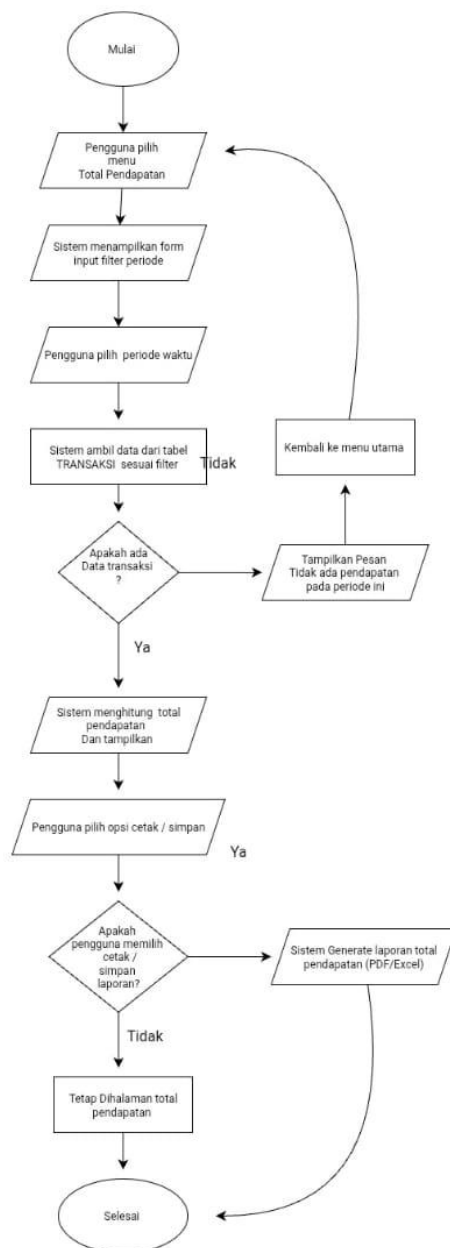 Mulai
Pengguna pilih
menu
Total Pendapatan
Sistem menampilkan form
input filter periode
Pengguna pilih periode waktu
Sistem ambil data dari tabel
TRANSAKSI sesuai filter
Tidak
Kembali ke menu utama
Apakah ada
Data transaksi
?
Tampilkan Pesan
Tidak ada pendapatan
pada periode ini
Ya
Sistem menghitung total
pendapatan
Dan tampilkan
Pengguna pilih opsi cetak / simpan
Ya
Apakah
pengguna memilih
cetak /
simpan
laporan?
Sistem Generate laporan total
pendapatan (PDF/Excel)
Tidak
Tetap Dihalaman total
pendapatan
Selesai